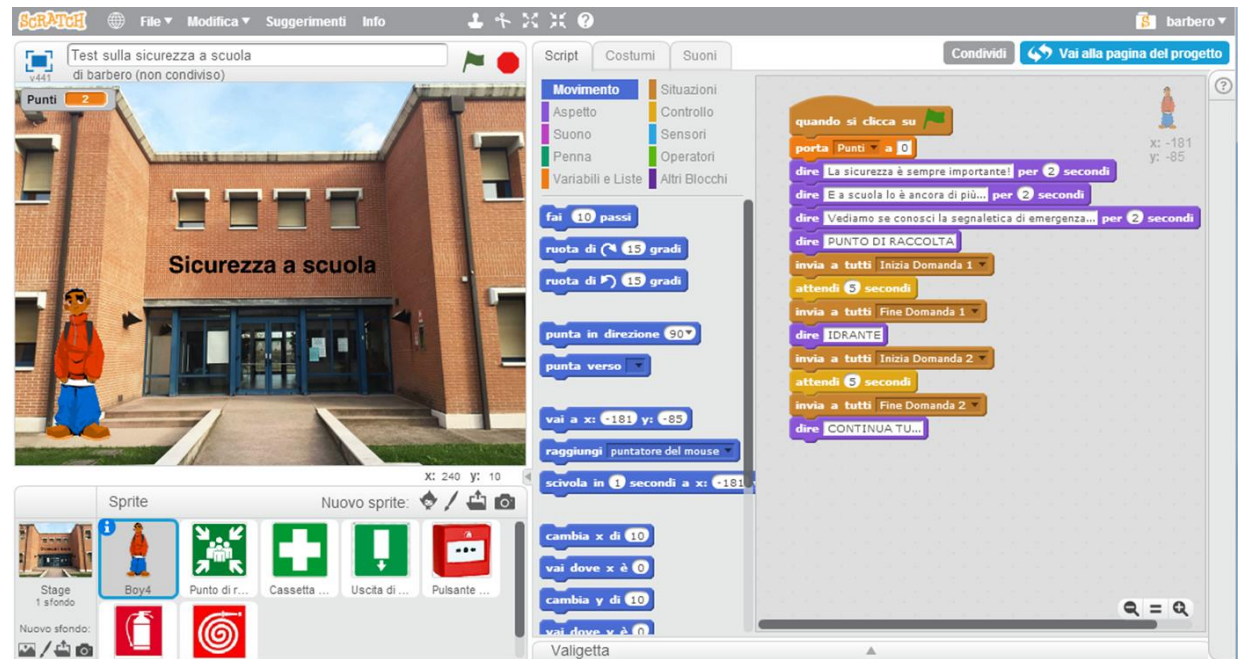 SCRATCH File▼ Modifica▼ Suggerimenti Info barbero▼
Test sulla sicurezza a scuola
di barbero (non condiviso)
v441
Punti 2
Sicurezza a scuola
X: 240 y: 10
Sprite Nuovo sprite:
Stage
1 sfondo
Nuovo sfondo:
Boy4
Punto di r...
Cassetta ...
Uscita di ...
Pulsante ...
Script Costumi Suoni
Condividi Vai alla pagina del progetto
Movimento Situazioni
Aspetto Controllo
Suono Sensori
Penna Operatori
Variabili e Liste Altri Blocchi
fai 10 passi
ruota di 15 gradi
ruota di 15 gradi
punta in direzione 90▼
punta verso
vai a x: -181 y: -85
raggiungi puntatore del mouse
scivola in 1 secondi a x: -181
cambia x di 10
vai dove x è 0
cambia y di 10
vai dove y è 0
quando si clicca su
porta Punti a 0
dire La sicurezza è sempre importante! per 2 secondi
dire E a scuola lo è ancora di più... per 2 secondi
dire Vediamo se conosci la segnaletica di emergenza... per 2 secondi
dire PUNTO DI RACCOLTA
invia a tutti Inizia Domanda 1
attendi 5 secondi
invia a tutti Fine Domanda 1
dire IDRANTE
invia a tutti Inizia Domanda 2
attendi 5 secondi
invia a tutti Fine Domanda 2
dire CONTINUA TU...
x: -181
y: -85
Valigetta